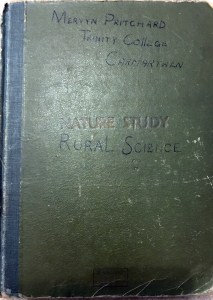 MERVYN PRITCHARD
TRINITY COLLEGE
CARMARTHEN
NATURE STUDY
RURAL SCIENCE